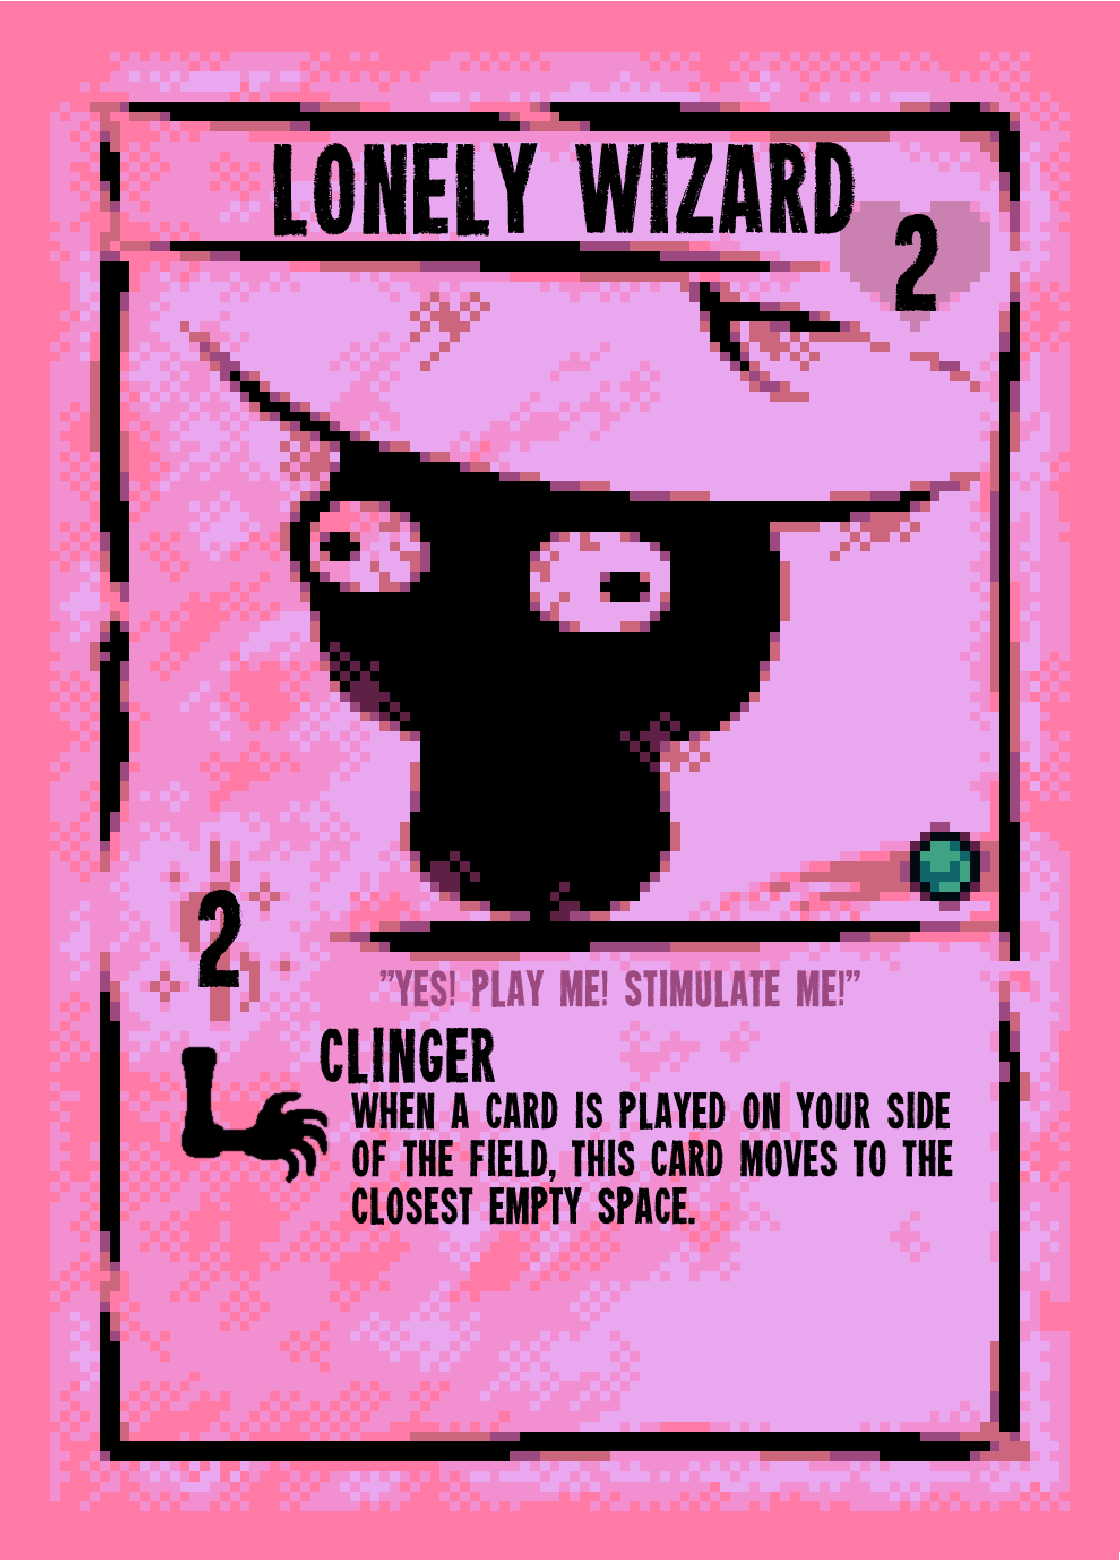 LONELY WIZARD
2
2
"YES! PLAY ME! STIMULATE ME!"
CLINGER
WHEN A CARD IS PLAYED ON YOUR SIDE
OF THE FIELD, THIS CARD MOVES TO THE
CLOSEST EMPTY SPACE.